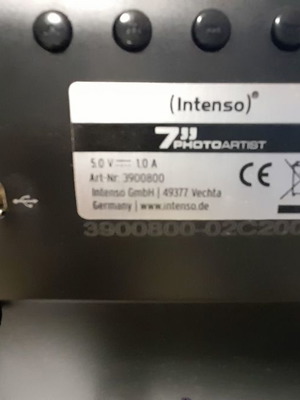 (Intenso)®
7" PHOTOARTIST
5.0 V ⎓ 1.0 A
Art-Nr: 3900800
Intenso GmbH | 49377 Vechta
Germany | www.intenso.de
CE
3900800-02C200